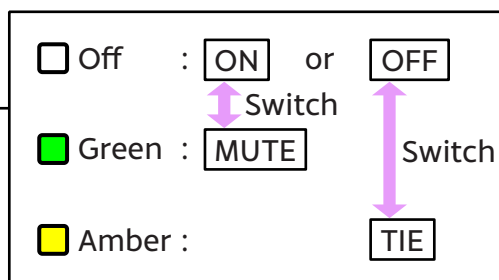 Off : ON or OFF
Switch
Green : MUTE
Switch
Amber : TIE